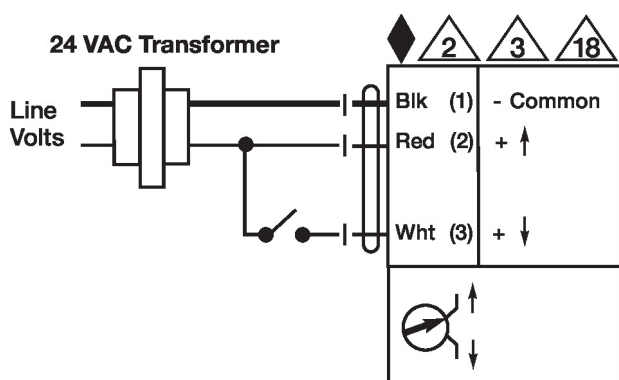 2 3 18
24 VAC Transformer
Line
Volts
Blk (1) - Common
Red (2) + ↑
Wht (3) + ↓